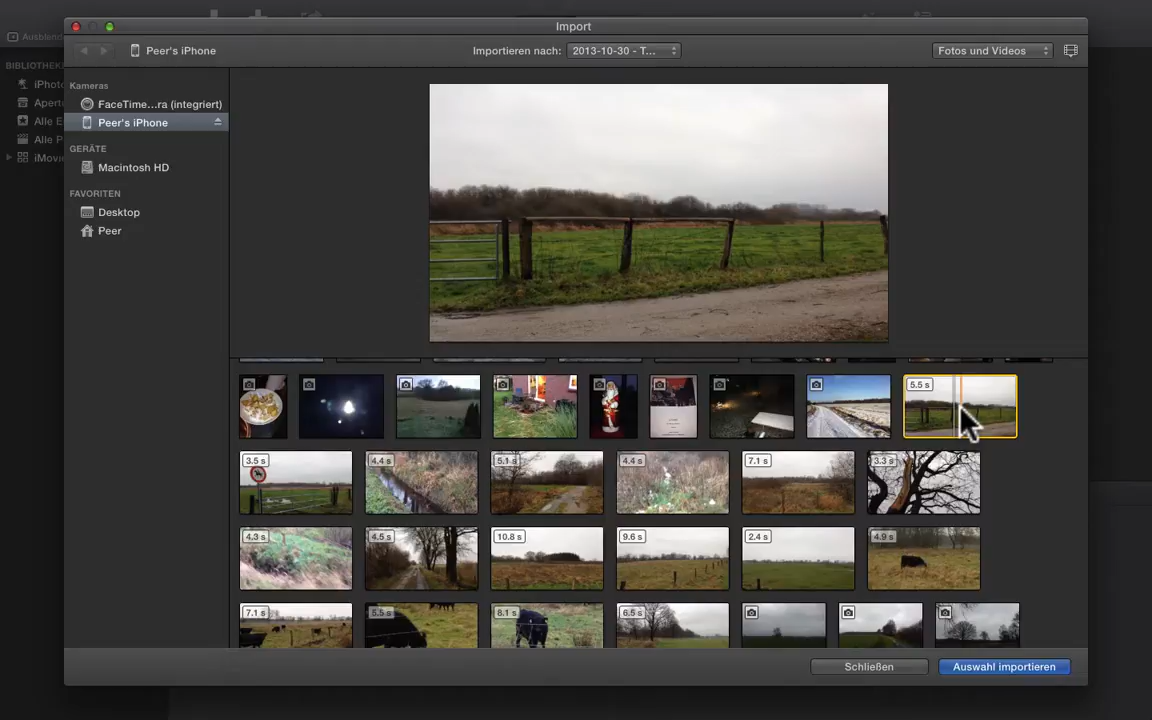 Import
Peer's iPhone
Importieren nach:
2013-10-30 - T...
Fotos und Videos
Ausblend
BIBLIOTHEK
iPhoto
Apert
Alle E
Alle P
iMovi
Kameras
FaceTime...ra (integriert)
Peer's iPhone
GERÄTE
Macintosh HD
FAVORITEN
Desktop
Peer
5.5 s
3.5 s
4.4 s
5.1 s
4.4 s
7.1 s
3.3 s
4.3 s
4.5 s
10.8 s
9.6 s
2.4 s
4.9 s
7.1 s
5.5 s
8.1 s
6.5 s
Schließen
Auswahl importieren